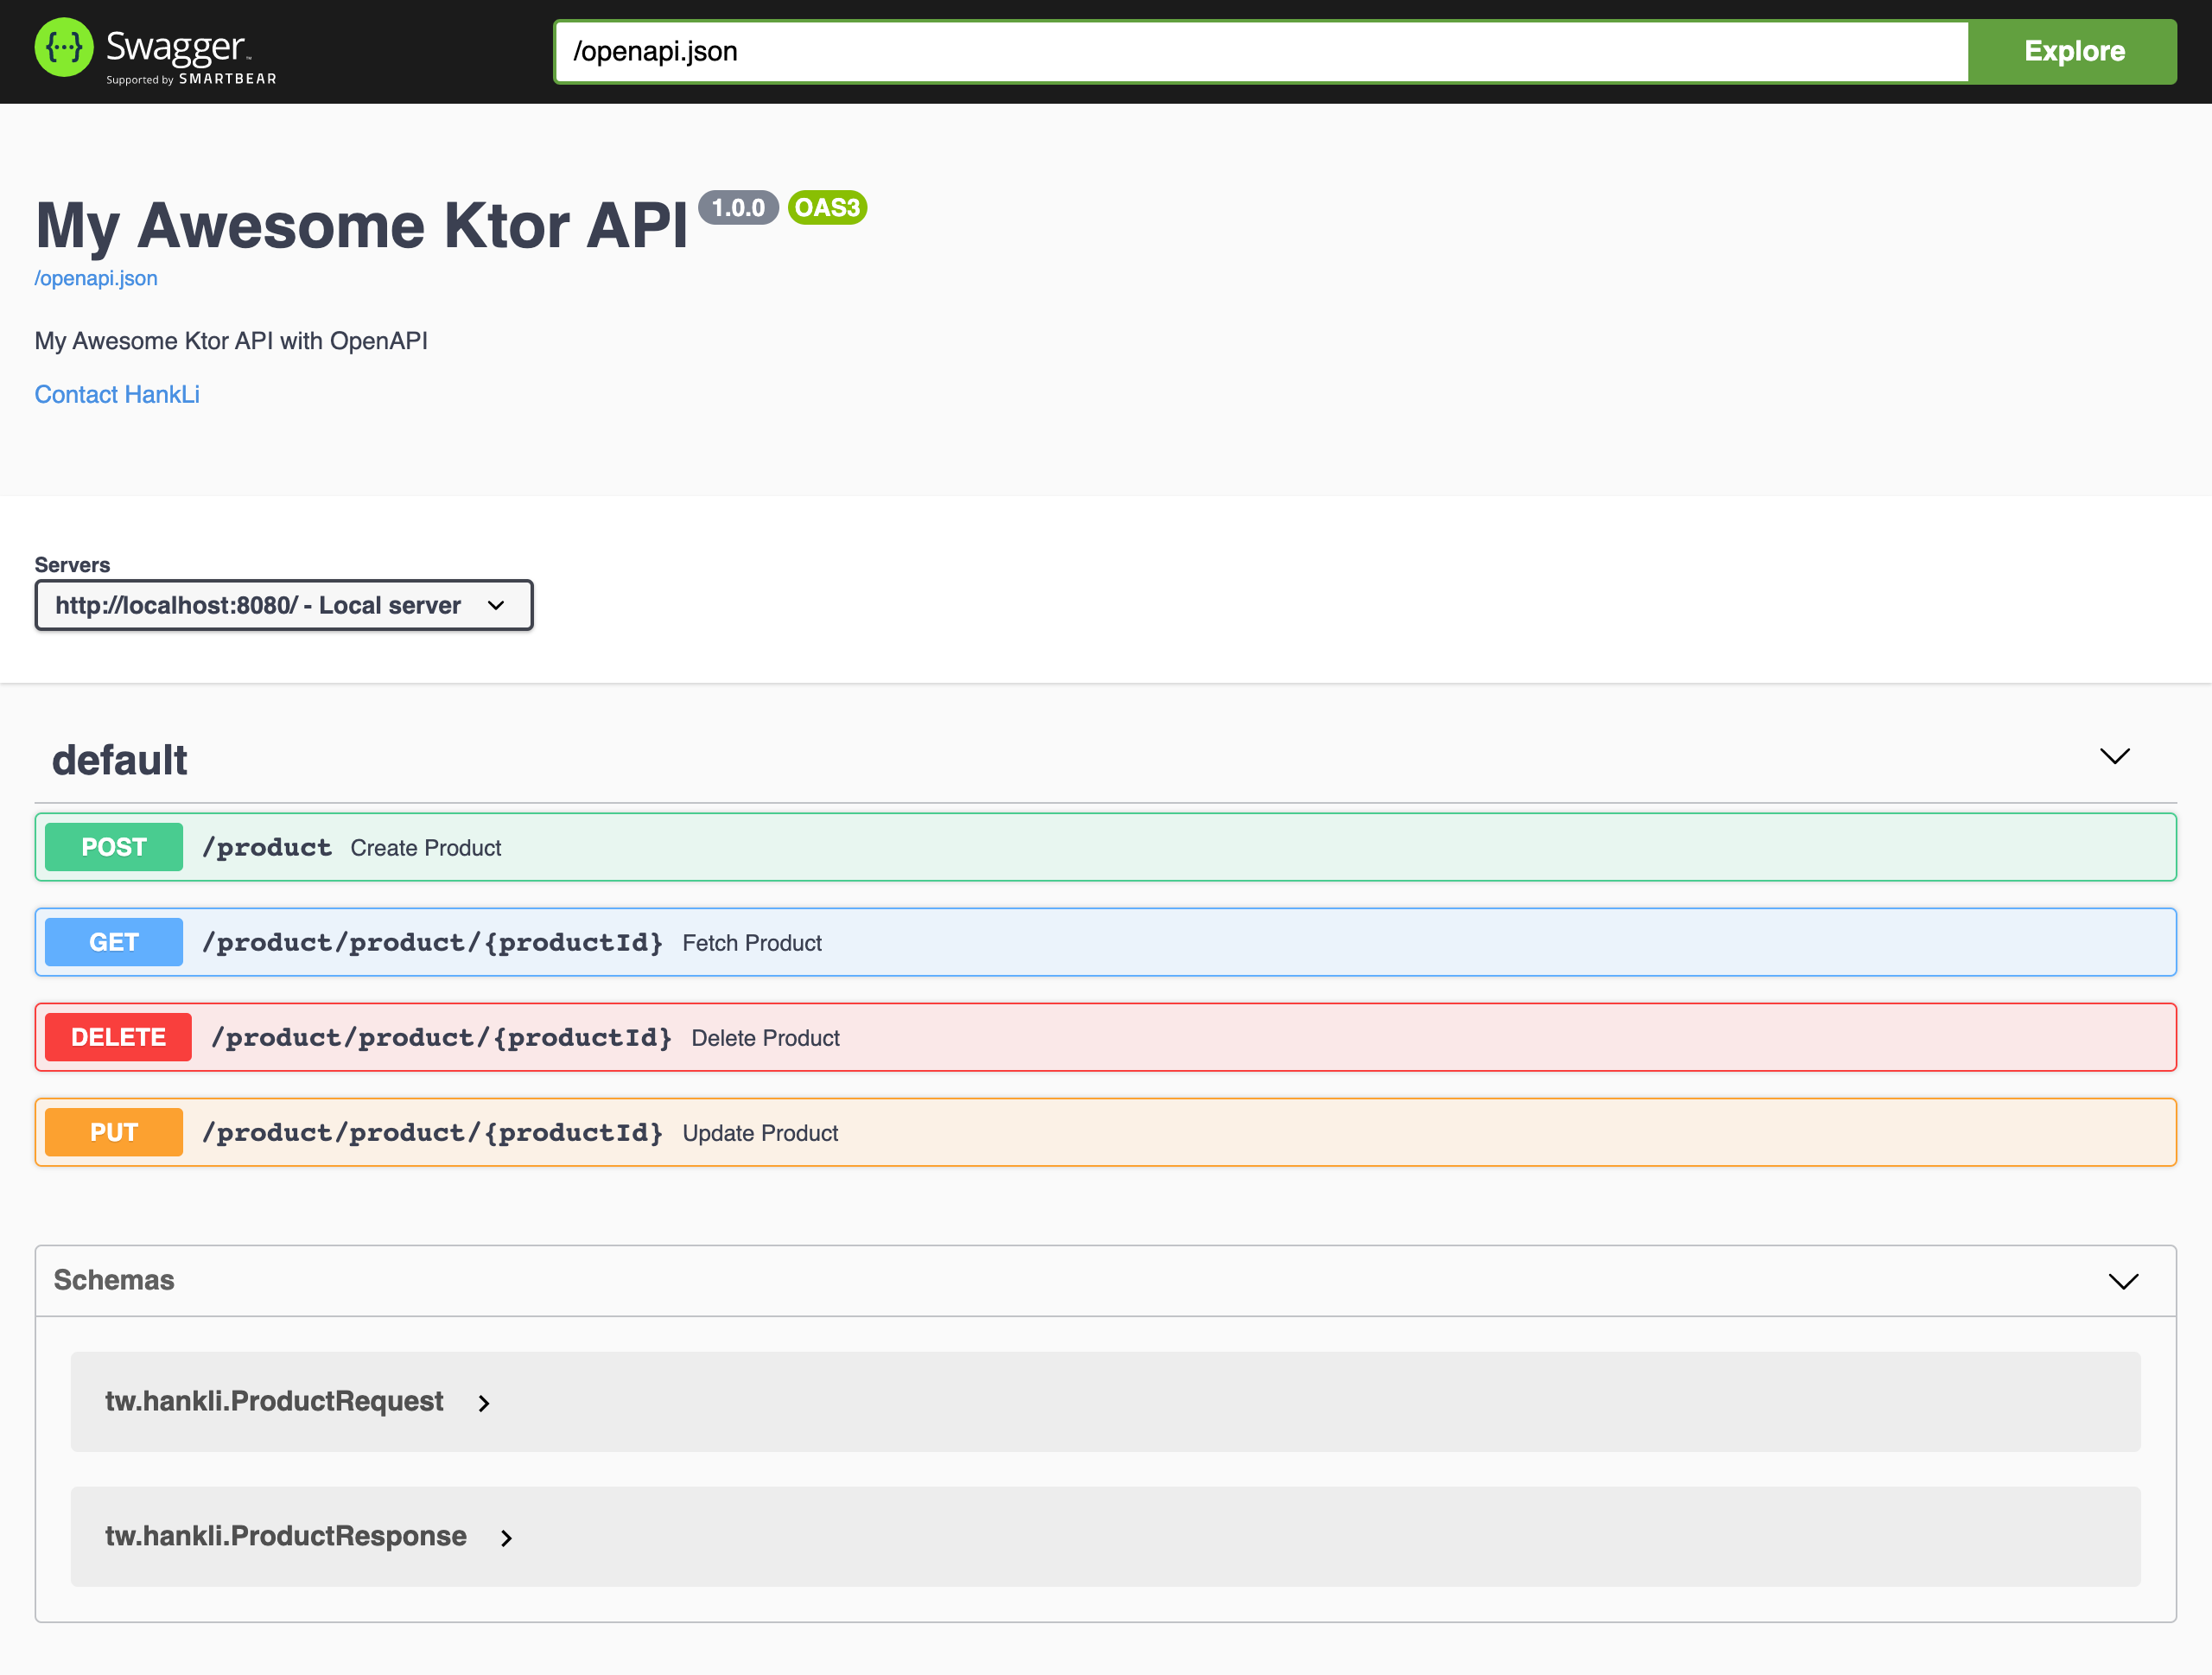 {···} Swagger™
Supported by SMARTBEAR
/openapi.json
Explore
My Awesome Ktor API 1.0.0 OAS3
/openapi.json
My Awesome Ktor API with OpenAPI
Contact HankLi
Servers
http://localhost:8080/ - Local server
default
POST /product Create Product
GET /product/product/{productId} Fetch Product
DELETE /product/product/{productId} Delete Product
PUT /product/product/{productId} Update Product
Schemas
tw.hankli.ProductRequest
tw.hankli.ProductResponse